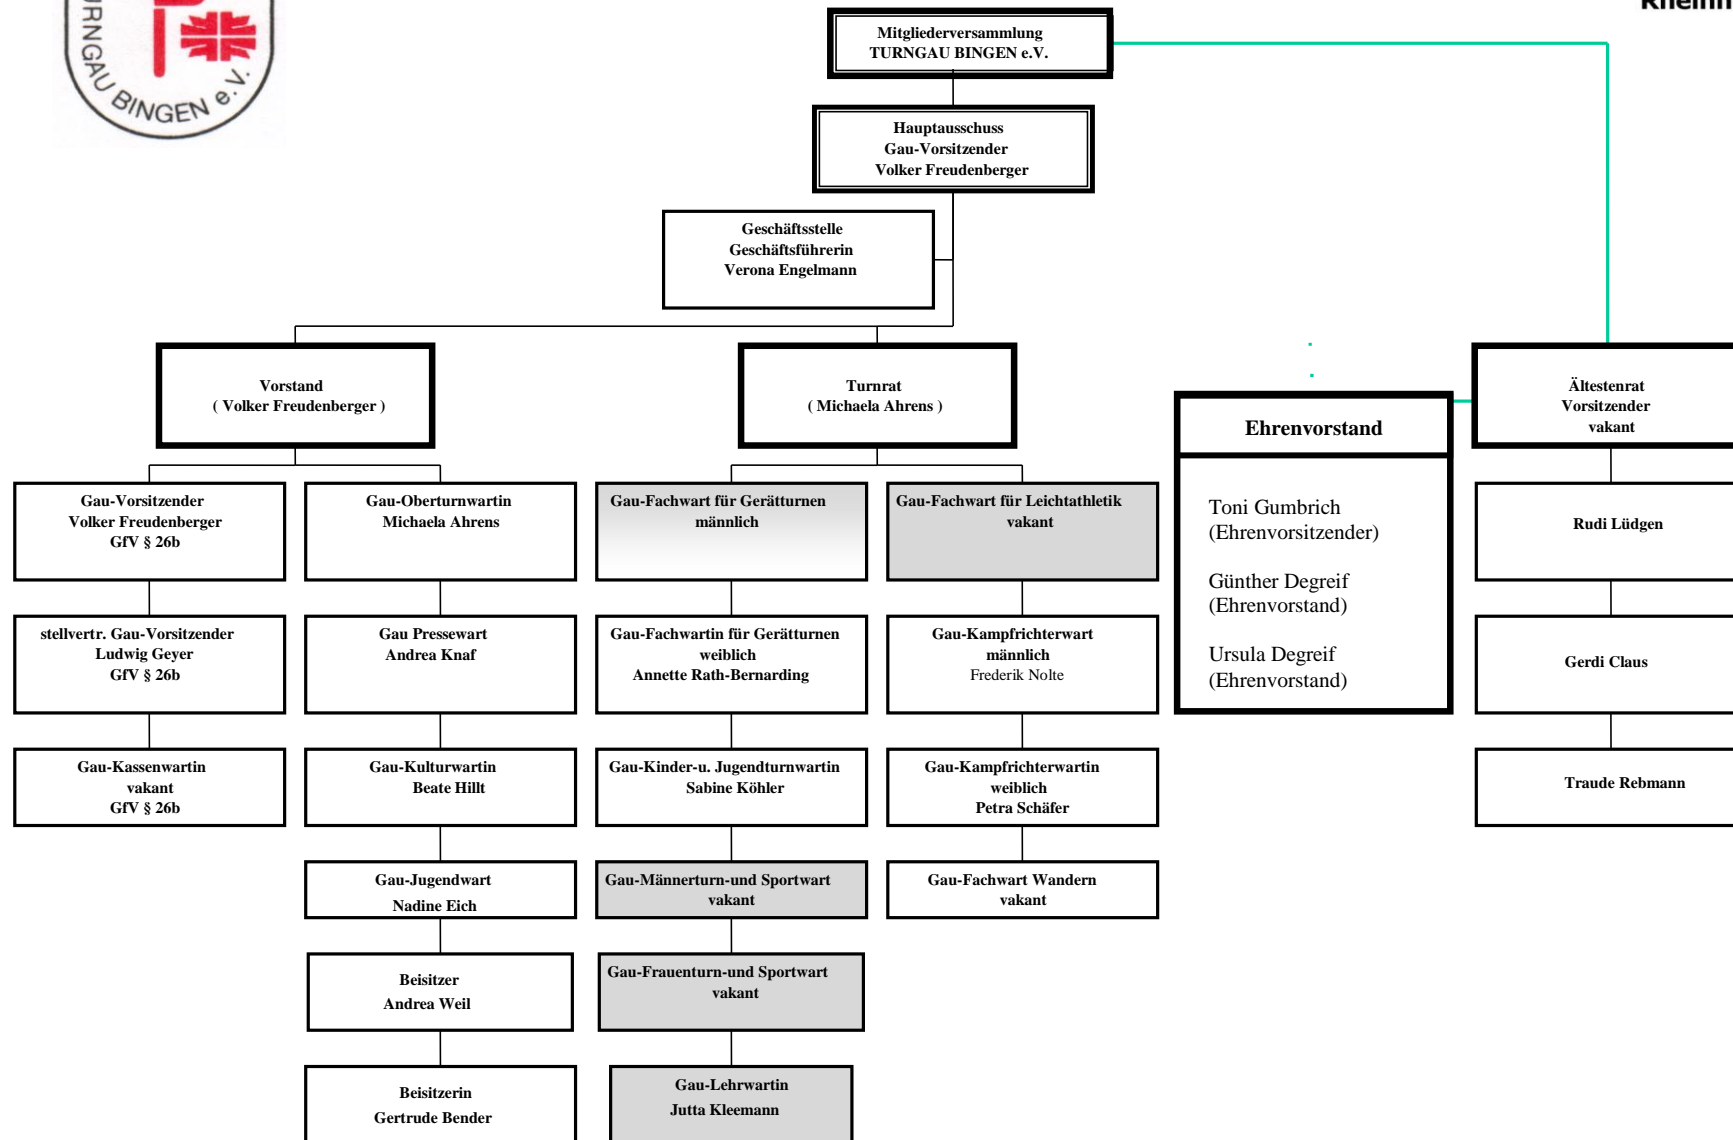 TURNGAU BINGEN e.V.
Mitgliederversammlung
TURNGAU BINGEN e.V.
Hauptausschuss
Gau-Vorsitzender
Volker Freudenberger
Geschäftsstelle
Geschäftsführerin
Verona Engelmann
Vorstand
( Volker Freudenberger )
Turnrat
( Michaela Ahrens )
Ältestenrat
Vorsitzender
vakant
Ehrenvorstand
Toni Gumbrich
(Ehrenvorsitzender)
Günther Degreif
(Ehrenvorstand)
Ursula Degreif
(Ehrenvorstand)
Gau-Vorsitzender
Volker Freudenberger
GfV § 26b
stellvertr. Gau-Vorsitzender
Ludwig Geyer
GfV § 26b
Gau-Kassenwartin
vakant
GfV § 26b
Gau-Oberturnwartin
Michaela Ahrens
Gau Pressewart
Andrea Knaf
Gau-Kulturwartin
Beate Hillt
Gau-Jugendwart
Nadine Eich
Beisitzer
Andrea Weil
Beisitzerin
Gertrude Bender
Gau-Fachwart für Gerätturnen
männlich
Gau-Fachwartin für Gerätturnen
weiblich
Annette Rath-Bernarding
Gau-Kinder-u. Jugendturnwartin
Sabine Köhler
Gau-Männerturn-und Sportwart
vakant
Gau-Frauenturn-und Sportwart
vakant
Gau-Lehrwartin
Jutta Kleemann
Gau-Fachwart für Leichtathletik
vakant
Gau-Kampfrichterwart
männlich
Frederik Nolte
Gau-Kampfrichterwartin
weiblich
Petra Schäfer
Gau-Fachwart Wandern
vakant
Rudi Lüdgen
Gerdi Claus
Traude Rebmann